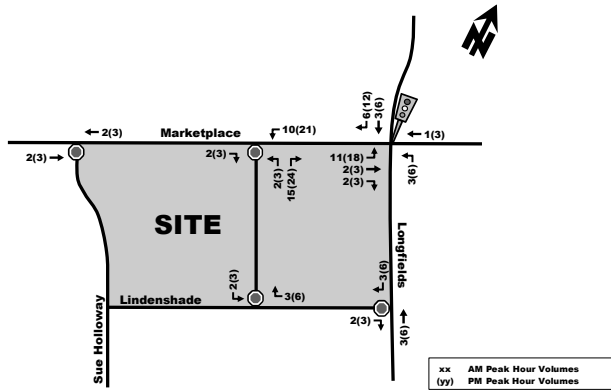 6(12)
3(6)
2(3)
Marketplace
10(21)
1(3)
2(3)
2(3)
11(18)
2(3)
2(3)
3(6)
2(3)
15(24)
SITE
Longfields
3(6)
2(3)
3(6)
Lindenshade
2(3)
3(6)
Sue Holloway
xx AM Peak Hour Volumes
(yy) PM Peak Hour Volumes
N